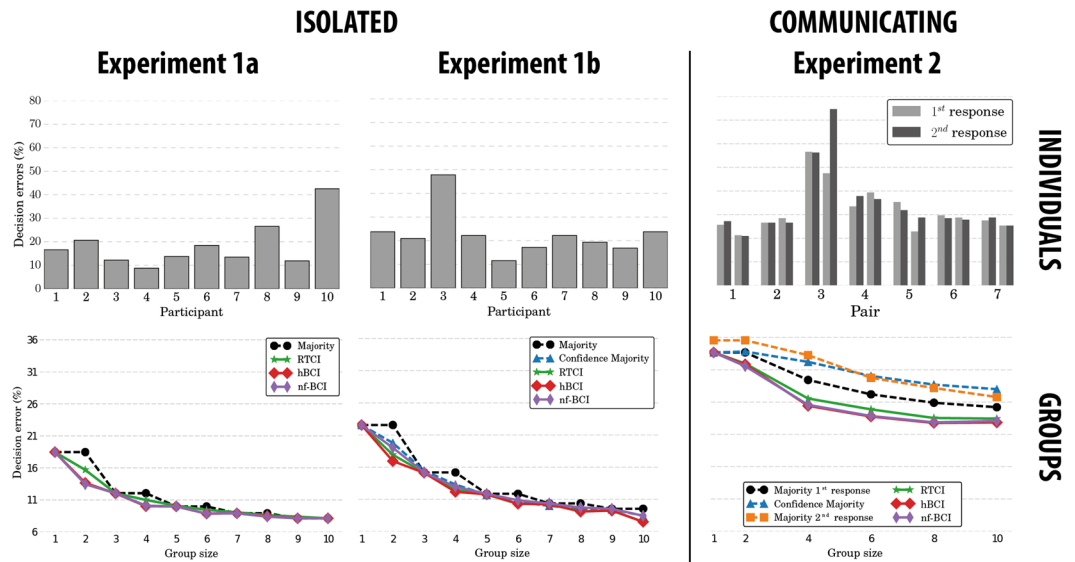 ISOLATED
COMMUNICATING
Experiment 1a
Experiment 1b
Experiment 2
INDIVIDUALS
Decision errors (%)
80
70
60
50
40
30
20
10
0
1 2 3 4 5 6 7 8 9 10
Participant
1 2 3 4 5 6 7 8 9 10
Participant
1st response
2nd response
1 2 3 4 5 6 7
Pair
GROUPS
Decision error (%)
36
31
26
21
16
11
6
Majority
RTCI
hBCI
nf-BCI
1 2 3 4 5 6 7 8 9 10
Group size
Majority
Confidence Majority
RTCI
hBCI
nf-BCI
1 2 3 4 5 6 7 8 9 10
Group size
Majority 1st response
Confidence Majority
Majority 2nd response
RTCI
hBCI
nf-BCI
1 2 4 6 8 10
Group size